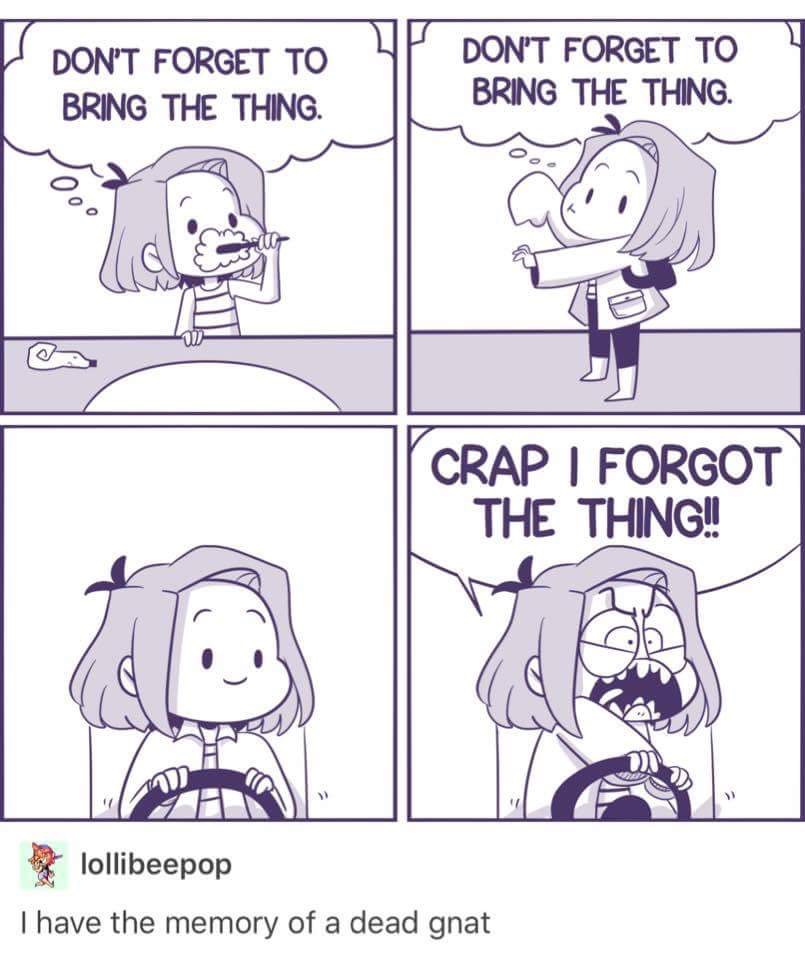 DON'T FORGET TO
BRING THE THING.
DON'T FORGET TO
BRING THE THING.
CRAP I FORGOT
THE THING!!
lollibeepop
I have the memory of a dead gnat